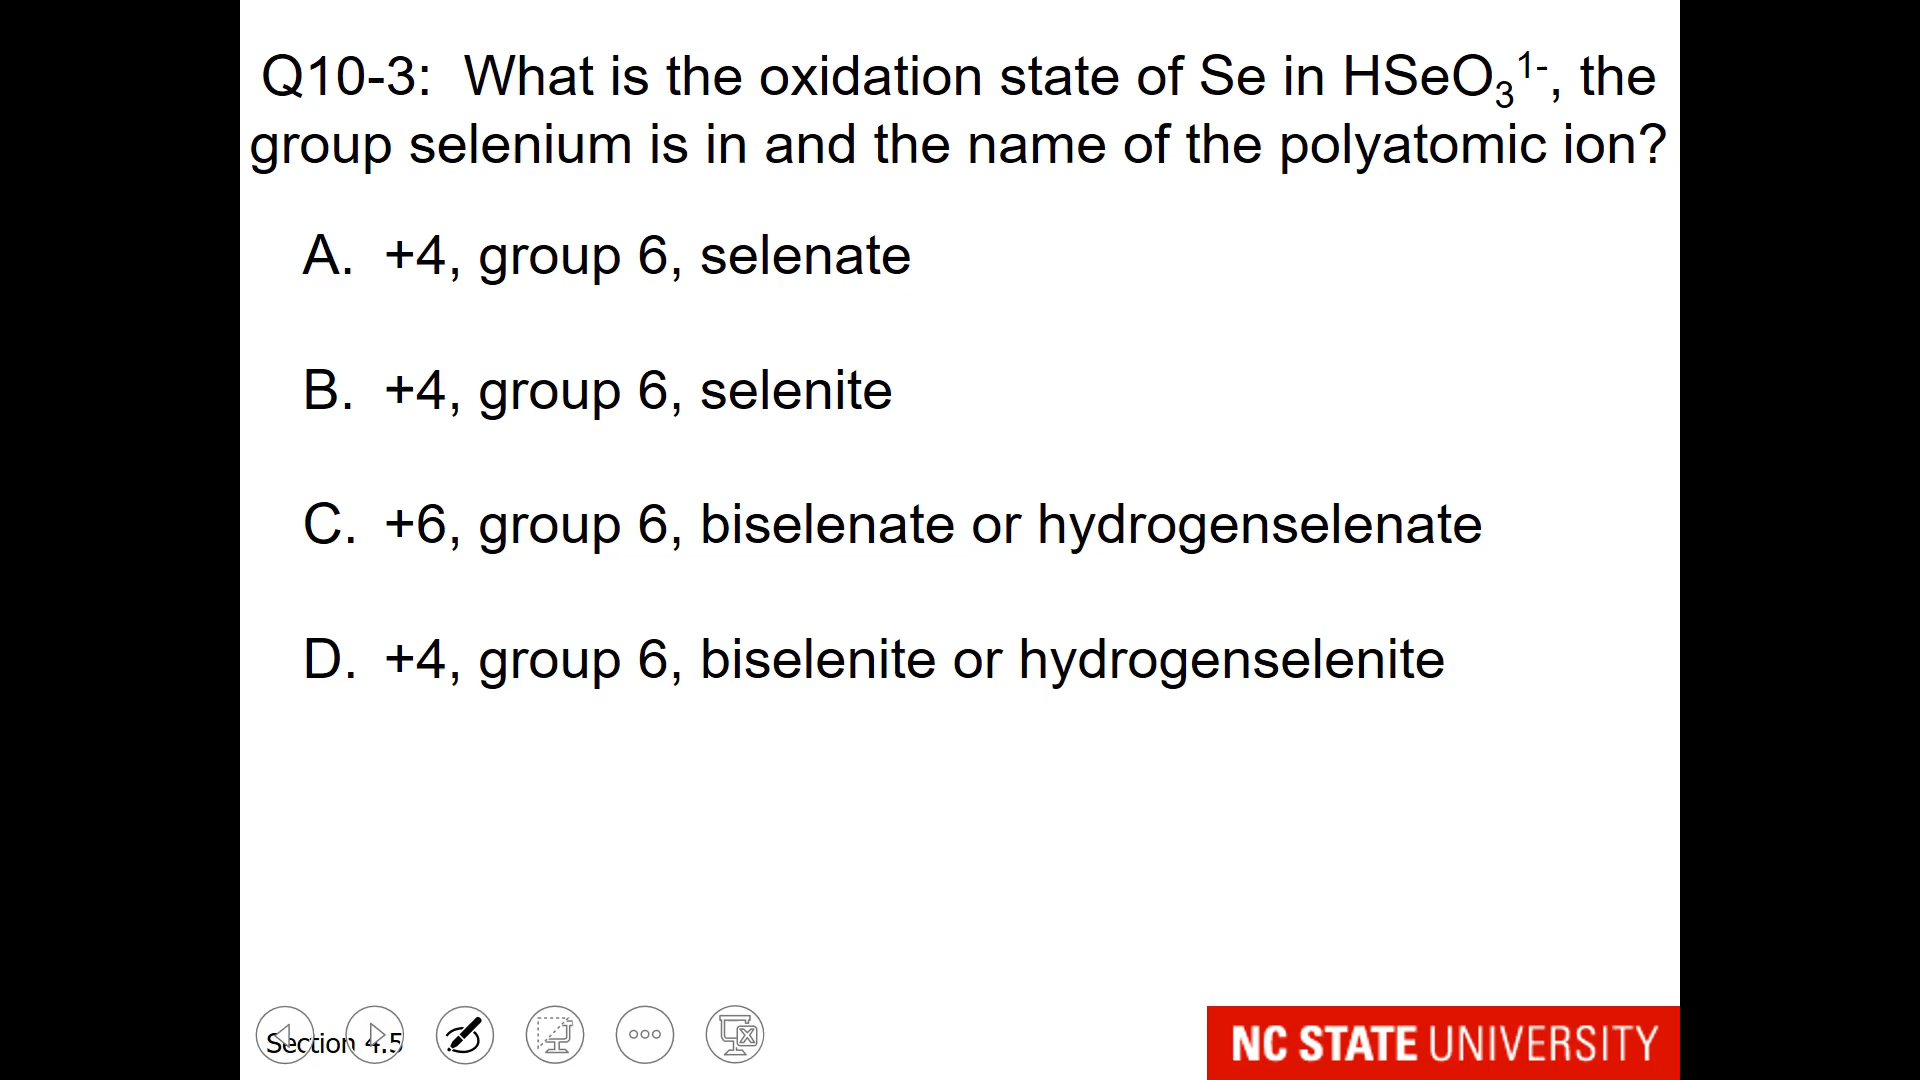 Q10-3: What is the oxidation state of Se in HSeO₃¹⁻, the
group selenium is in and the name of the polyatomic ion?
A. +4, group 6, selenate
B. +4, group 6, selenite
C. +6, group 6, biselenate or hydrogenselenate
D. +4, group 6, biselenite or hydrogenselenite
Section 4.5
NC STATE UNIVERSITY